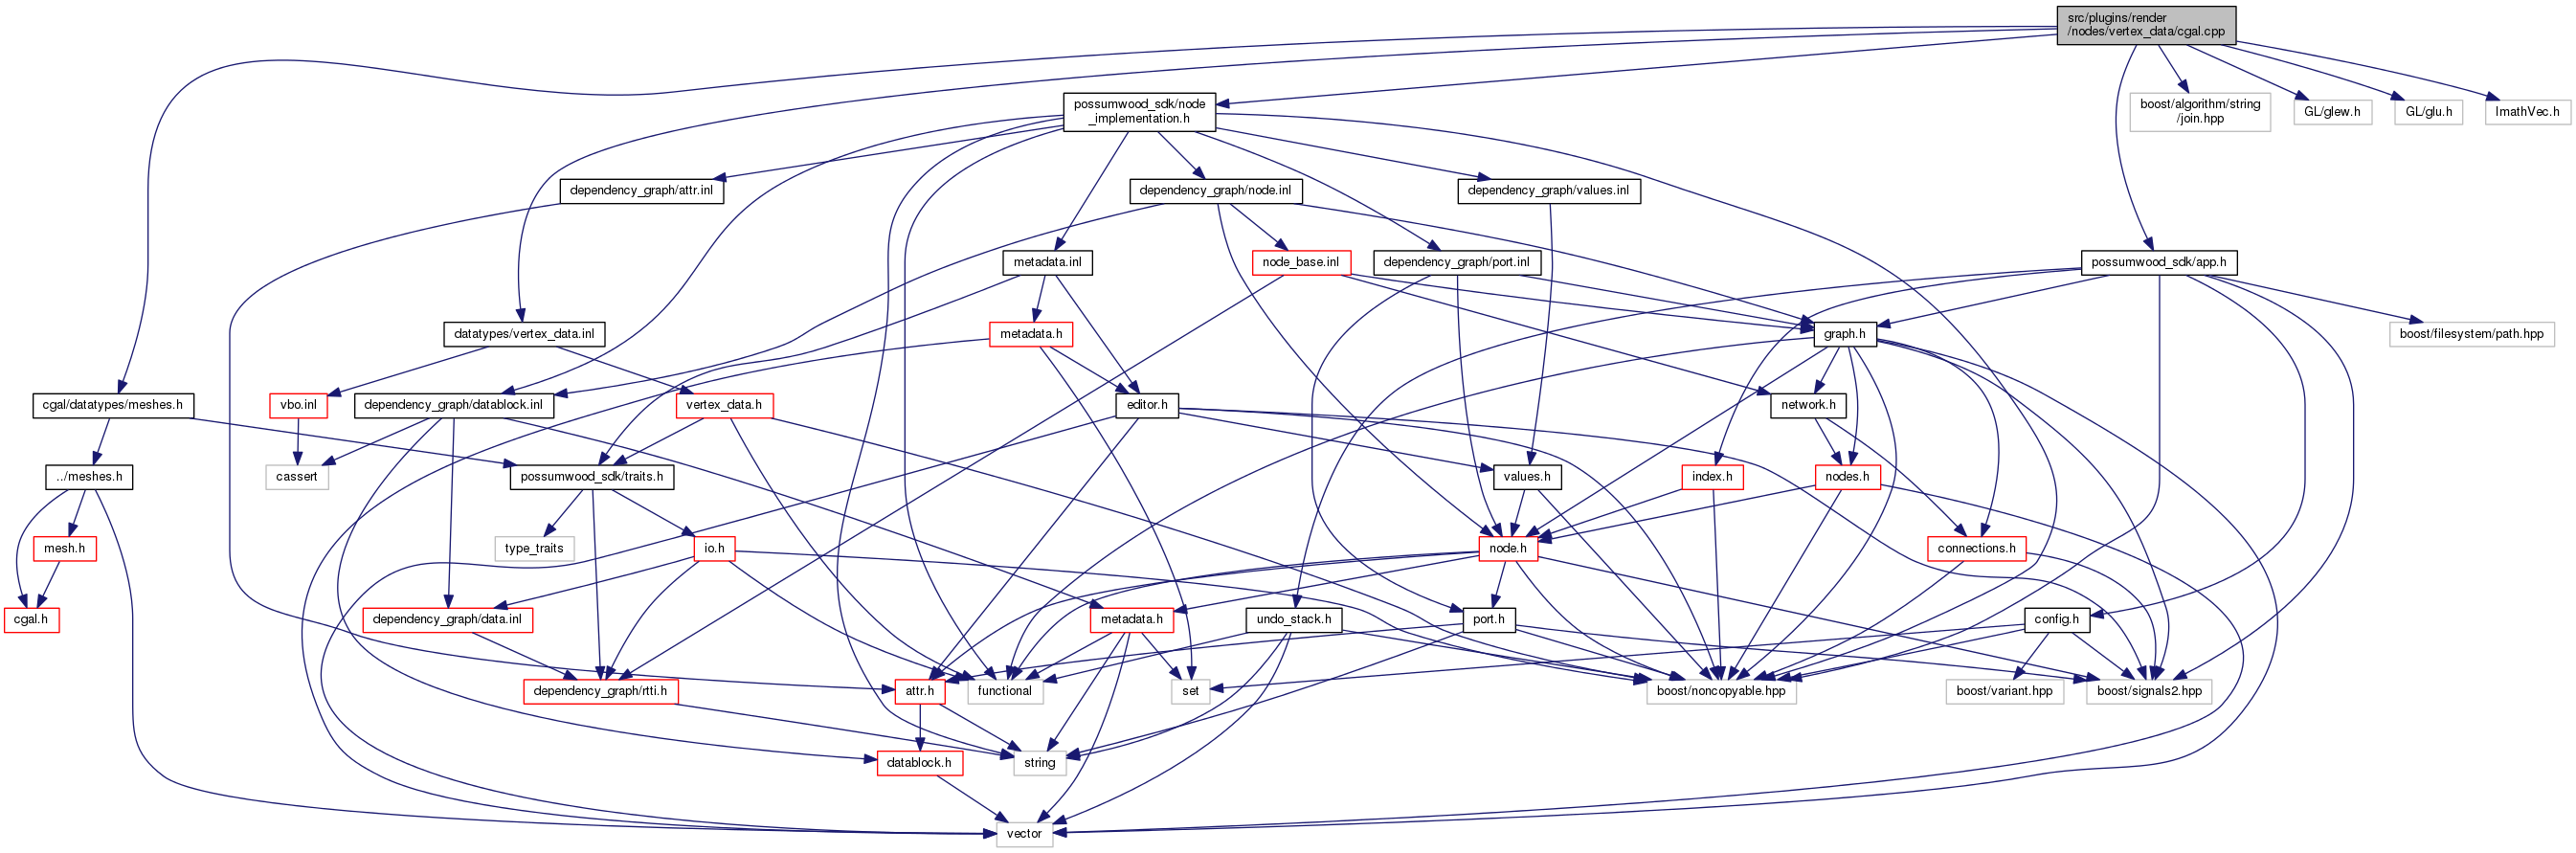 src/plugins/render
/nodes/vertex_data/cgal.cpp
possumwood_sdk/node
_implementation.h
boost/algorithm/string
/join.hpp
GL/glew.h
GL/glu.h
ImathVec.h
dependency_graph/attr.inl
dependency_graph/node.inl
dependency_graph/values.inl
metadata.inl
node_base.inl
dependency_graph/port.inl
possumwood_sdk/app.h
datatypes/vertex_data.inl
metadata.h
graph.h
boost/filesystem/path.hpp
cgal/datatypes/meshes.h
vbo.inl
dependency_graph/datablock.inl
vertex_data.h
editor.h
network.h
../meshes.h
cassert
possumwood_sdk/traits.h
values.h
index.h
nodes.h
mesh.h
type_traits
io.h
node.h
connections.h
cgal.h
dependency_graph/data.inl
metadata.h
undo_stack.h
port.h
config.h
dependency_graph/rtti.h
attr.h
functional
set
boost/noncopyable.hpp
boost/variant.hpp
boost/signals2.hpp
datablock.h
string
vector